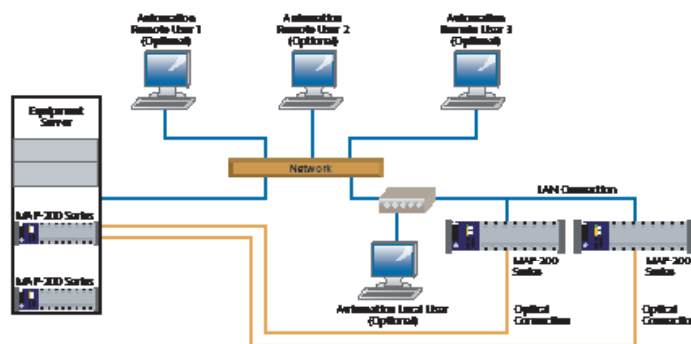 Automation
Remote User 1
(Optional)
Automation
Remote User 2
(Optional)
Automation
Remote User 3
(Optional)
Equipment
Server
Network
LAN Connection
MAP-200 Series
MAP-200
Series
MAP-200
Series
MAP-200 Series
Automation Local User
(Optional)
Optical
Connection
Optical
Connectio